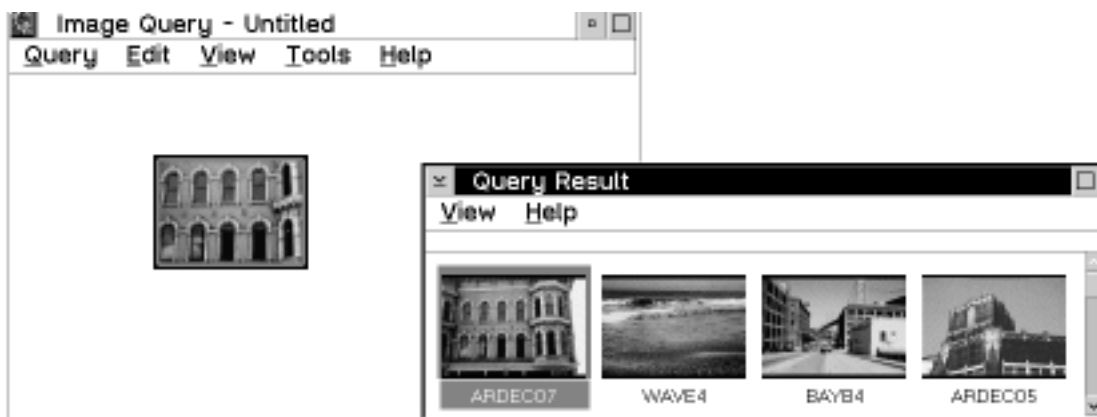 Image Query - Untitled
Query Edit View Tools Help
Query Result
View Help
ARDEC07 WAVE4 BAYB4 ARDEC05